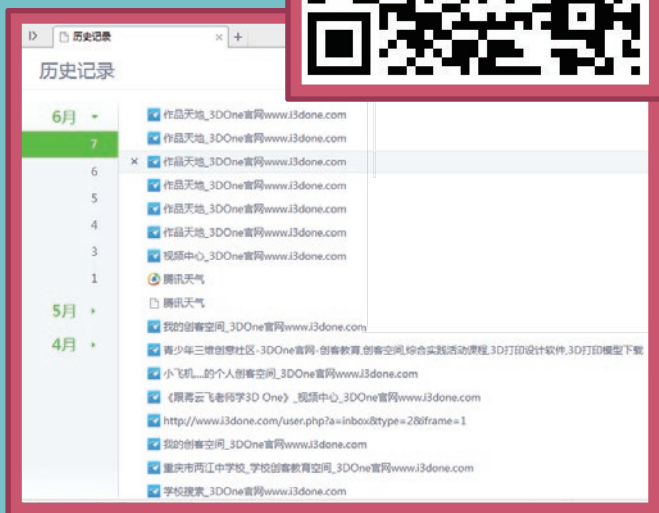 历史记录
历史记录
6月
7
6
5
4
3
1
5月
4月
作品天地_3DOne官网www.i3done.com
作品天地_3DOne官网www.i3done.com
作品天地_3DOne官网www.i3done.com
作品天地_3DOne官网www.i3done.com
作品天地_3DOne官网www.i3done.com
作品天地_3DOne官网www.i3done.com
视频中心_3DOne官网www.i3done.com
腾讯天气
腾讯天气
我的创客空间_3DOne官网www.i3done.com
青少年三维创意社区-3DOne官网-创客教育,创客空间,综合实践活动课程,3D打印设计软件,3D打印模型下载
小飞机....的个人创客空间_3DOne官网www.i3done.com
《跟蒋云飞老师学3D One》_视频中心_3DOne官网www.i3done.com
http://www.i3done.com/user.php?a=inbox&type=2&iframe=1
我的创客空间_3DOne官网www.i3done.com
重庆市两江中学校_学校创客教育空间_3DOne官网www.i3done.com
学校搜索_3DOne官网www.i3done.com